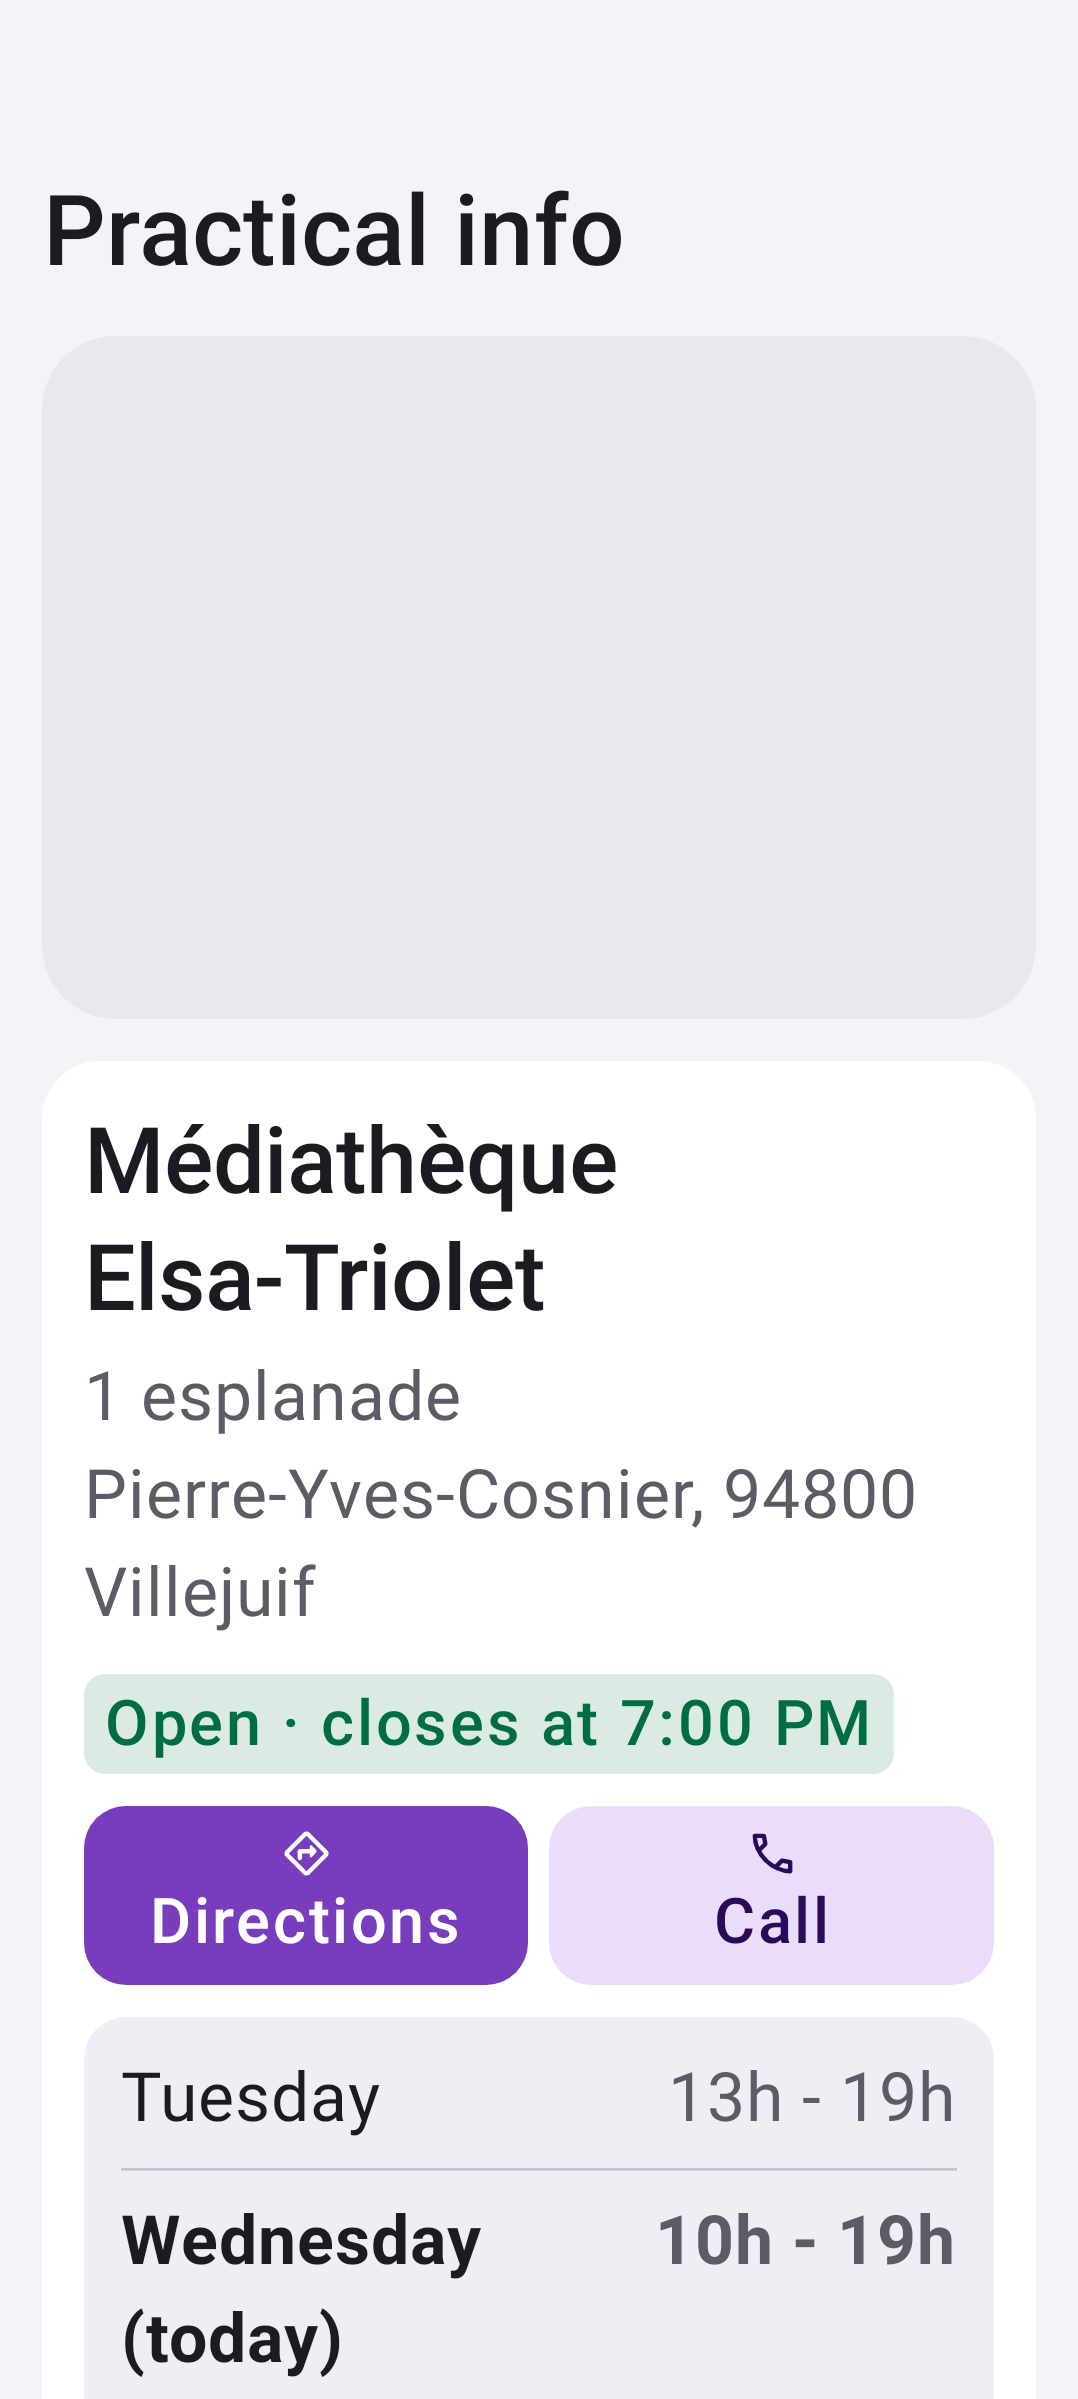 Practical info
Médiathèque
Elsa-Triolet
1 esplanade
Pierre-Yves-Cosnier, 94800
Villejuif
Open · closes at 7:00 PM
Directions
Call
Tuesday 13h - 19h
Wednesday 10h - 19h
(today)